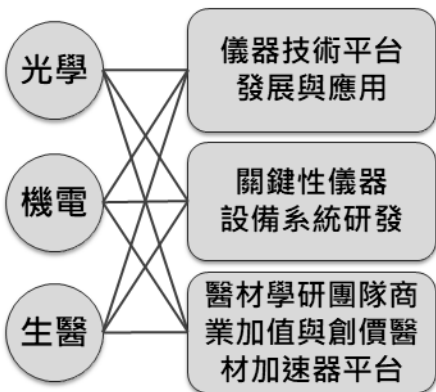 光學
儀器技術平台
發展與應用
機電
關鍵性儀器
設備系統研發
生醫
醫材學研團隊商
業加值與創價醫
材加速器平台